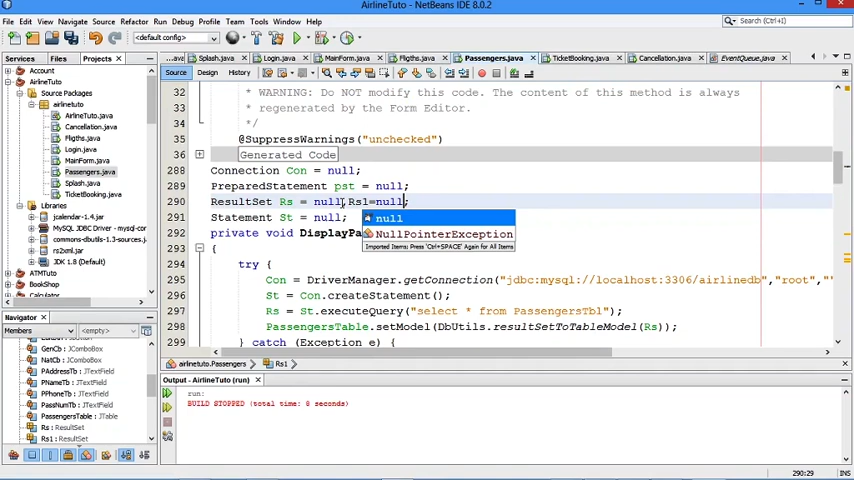 AirlineTuto - NetBeans IDE 8.0.2
File Edit View Navigate Source Refactor Run Debug Profile Team Tools Window Help
Search (Ctrl+I)
<default config>
Services Files Projects
.java Splash.java Login.java MainForm.java Fligths.java Passengers.java TicketBooking.java Cancellation.java EventQueue.java
Source Design History
Account
AirlineTuto
Source Packages
airlinetuto
AirlineTuto.java
Cancellation.java
Fligths.java
Login.java
MainForm.java
Passengers.java
Splash.java
TicketBooking.java
Libraries
jcalendar-1.4.jar
MySQL JDBC Driver - mysql-co
commons-dbutils-1.3-sources.ja
rs2xml.jar
JDK 1.8 (Default)
ATMTuto
BookShop
Calculator
32 * WARNING: Do NOT modify this code. The content of this method is always
33 * regenerated by the Form Editor.
*/
35 @SuppressWarnings("unchecked")
36 Generated Code
288 Connection Con = null;
289 PreparedStatement pst = null;
290 ResultSet Rs = null,Rs1=null;
291 Statement St = null;
null
292 private void DisplayPa
NullPointerException
Imported Items; Press 'Ctrl+SPACE' Again for All Items
293 {
294 try {
295 Con = DriverManager.getConnection("jdbc:mysql://localhost:3306/airlinedb","root",""
296 St = Con.createStatement();
297 Rs = St.executeQuery("select * from PassengersTbl");
298 PassengersTable.setModel(DbUtils.resultSetToTableModel(Rs));
299 } catch (Exception e) {
Navigator
Members <empty>
GenCb : JComboBox
NatCb : JComboBox
PAddressTb : JTextField
PNameTb : JTextField
PPhoneTb : JTextField
PassNumTb : JTextField
PassengersTable : JTable
Rs : ResultSet
Rs1 : ResultSet
airlinetuto.Passengers Rs1
Output - AirlineTuto (run)
run:
BUILD STOPPED (total time: 8 seconds)
290:29 INS